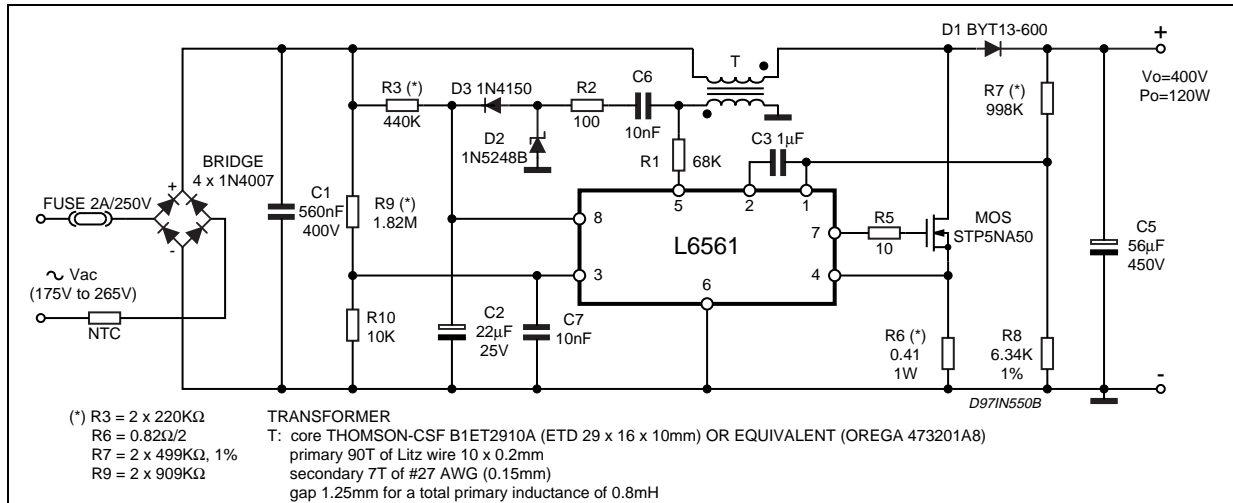 D1 BYT13-600
+
T
Vo=400V
Po=120W
R3 (*)
440K
D3 1N4150
R2
100
C6
10nF
R7 (*)
998K
D2
1N5248B
C3 1µF
R1
68K
BRIDGE
4 x 1N4007
+
-
FUSE 2A/250V
C1
560nF
400V
R9 (*)
1.82M
5
2
1
8
7
3
4
6
L6561
R5
10
MOS
STP5NA50
C5
56µF
450V
~ Vac
(175V to 265V)
NTC
R10
10K
C2
22µF
25V
C7
10nF
R6 (*)
0.41
1W
R8
6.34K
1%
-
D97IN550B
(*) R3 = 2 x 220KΩ
R6 = 0.82Ω/2
R7 = 2 x 499KΩ, 1%
R9 = 2 x 909KΩ
TRANSFORMER
T: core THOMSON-CSF B1ET2910A (ETD 29 x 16 x 10mm) OR EQUIVALENT (OREGA 473201A8)
primary 90T of Litz wire 10 x 0.2mm
secondary 7T of #27 AWG (0.15mm)
gap 1.25mm for a total primary inductance of 0.8mH